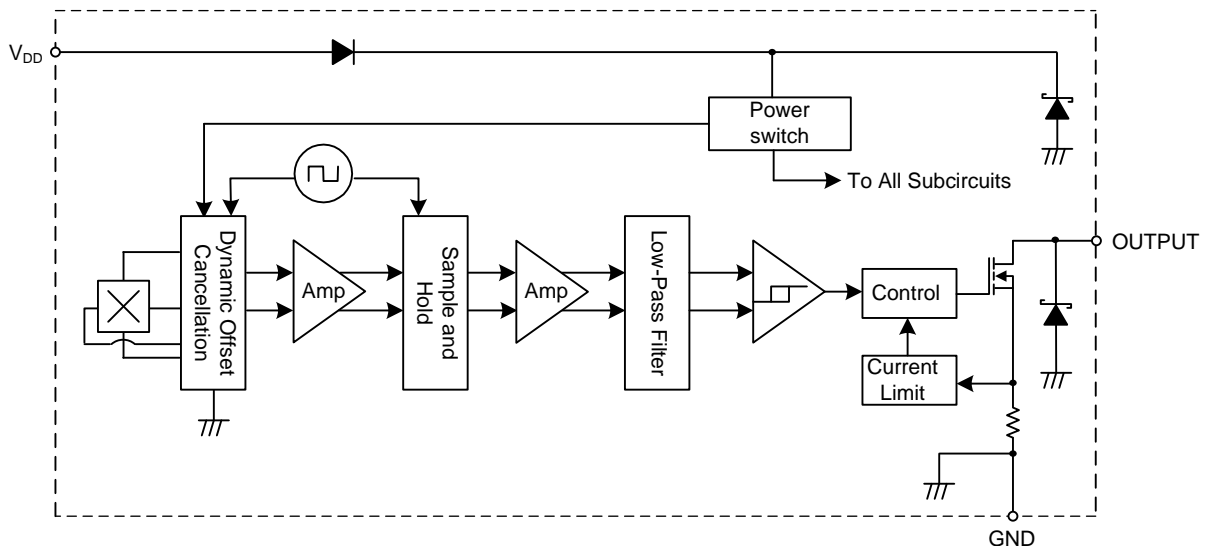 VDD
Power
switch
To All Subcircuits
OUTPUT
Dynamic Offset
Cancellation
Amp
Sample and
Hold
Amp
Low-Pass Filter
Control
Current
Limit
GND